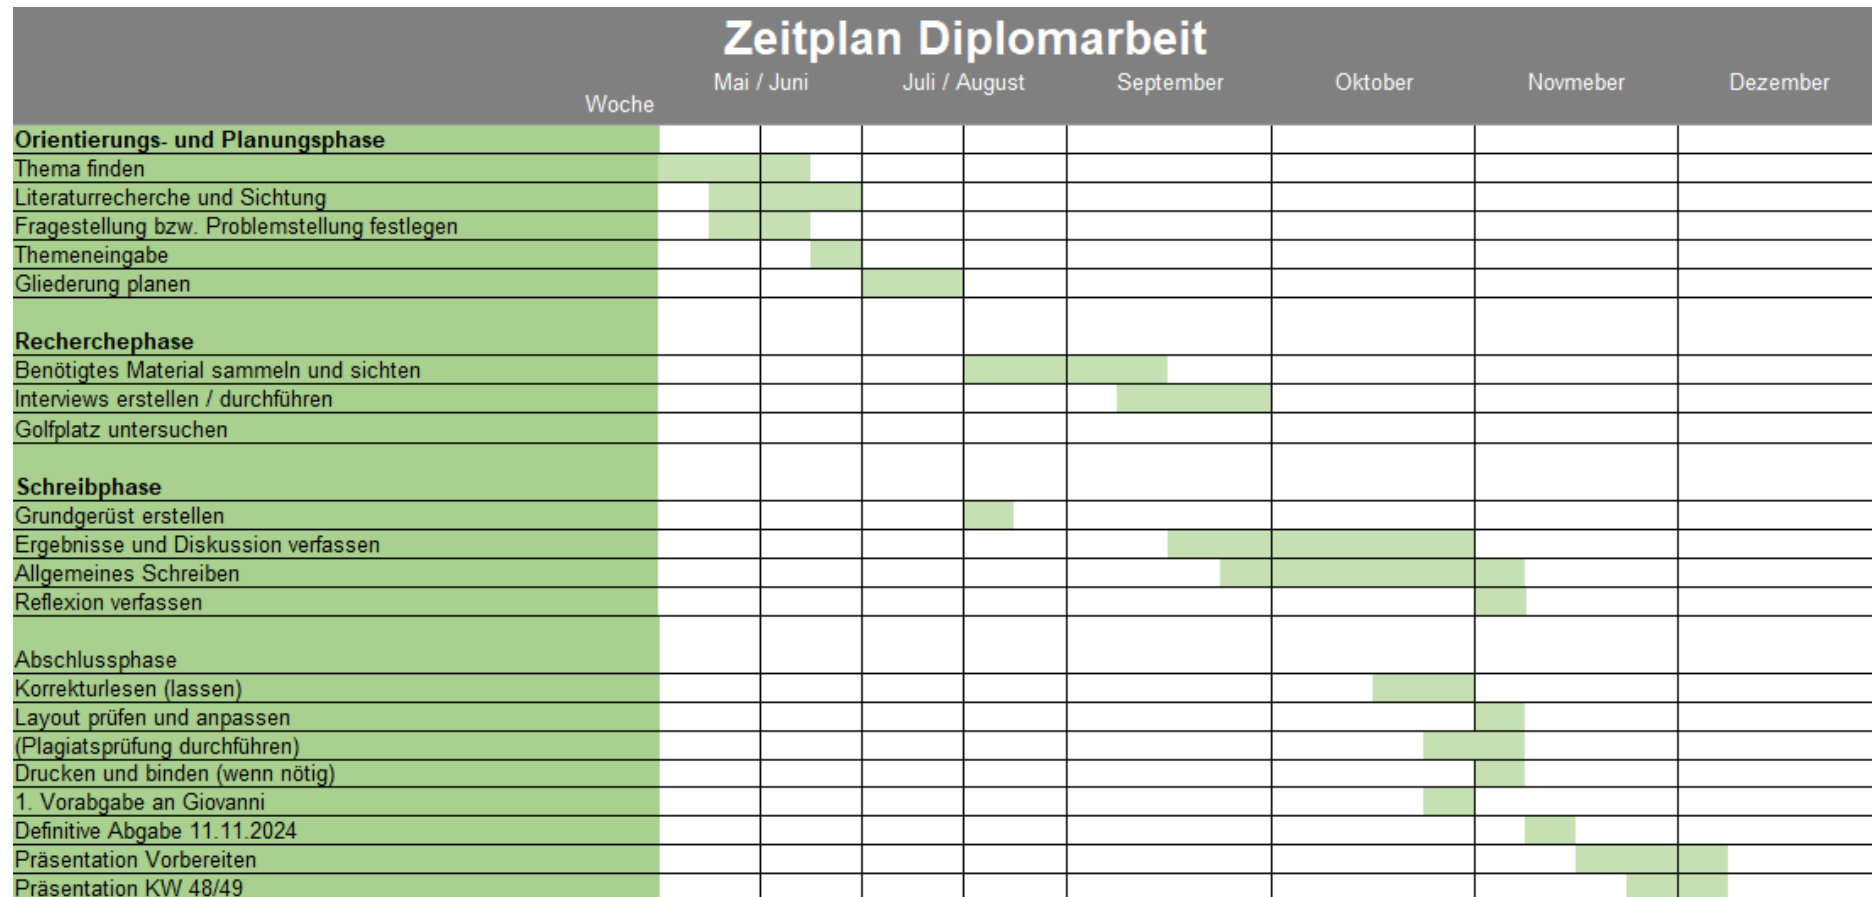 Zeitplan Diplomarbeit
Mai / Juni Juli / August September Oktober Novmeber Dezember
Woche
Orientierungs- und Planungsphase
Thema finden
Literaturrecherche und Sichtung
Fragestellung bzw. Problemstellung festlegen
Themeneingabe
Gliederung planen
Recherchephase
Benötigtes Material sammeln und sichten
Interviews erstellen / durchführen
Golfplatz untersuchen
Schreibphase
Grundgerüst erstellen
Ergebnisse und Diskussion verfassen
Allgemeines Schreiben
Reflexion verfassen
Abschlussphase
Korrekturlesen (lassen)
Layout prüfen und anpassen
(Plagiatsprüfung durchführen)
Drucken und binden (wenn nötig)
1. Vorabgabe an Giovanni
Definitive Abgabe 11.11.2024
Präsentation Vorbereiten
Präsentation KW 48/49